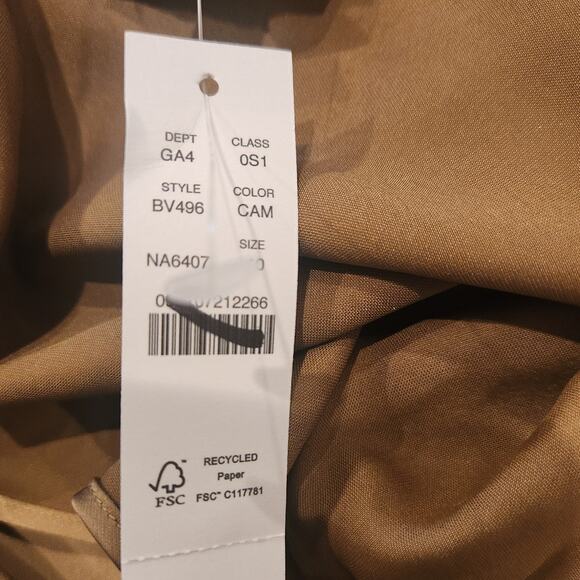 DEPT CLASS
GA4 0S1
STYLE COLOR
BV496 CAM
SIZE
NA6407
RECYCLED
Paper
FSC
FSC™ C117781